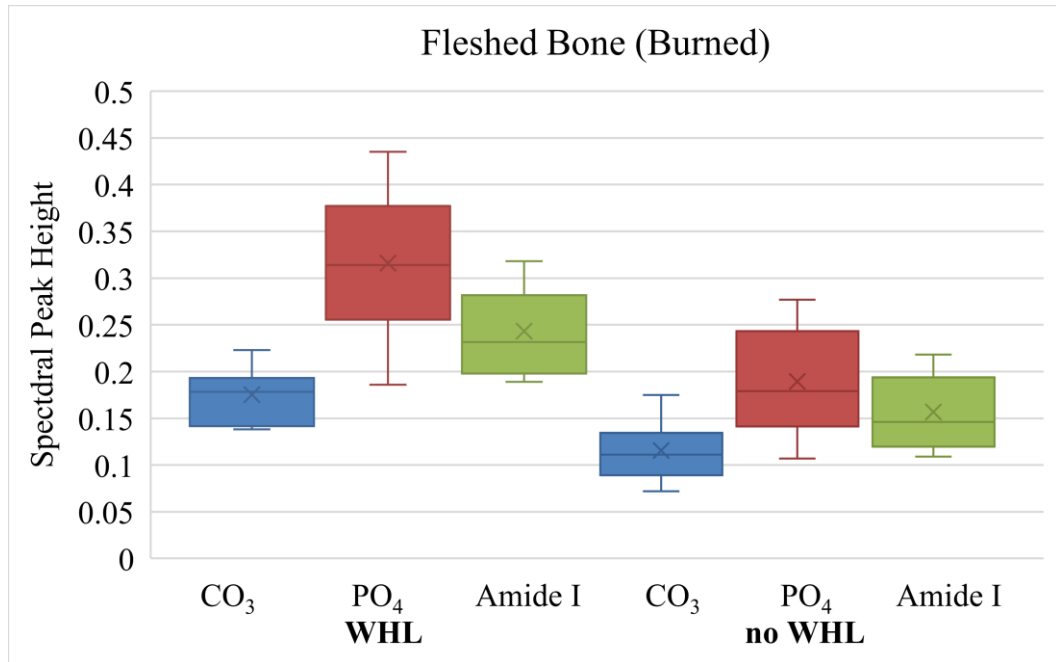 Fleshed Bone (Burned)
Spectdral Peak Height
0.5
0.45
0.4
0.35
0.3
0.25
0.2
0.15
0.1
0.05
0
CO₃ PO₄ Amide I CO₃ PO₄ Amide I
WHL no WHL